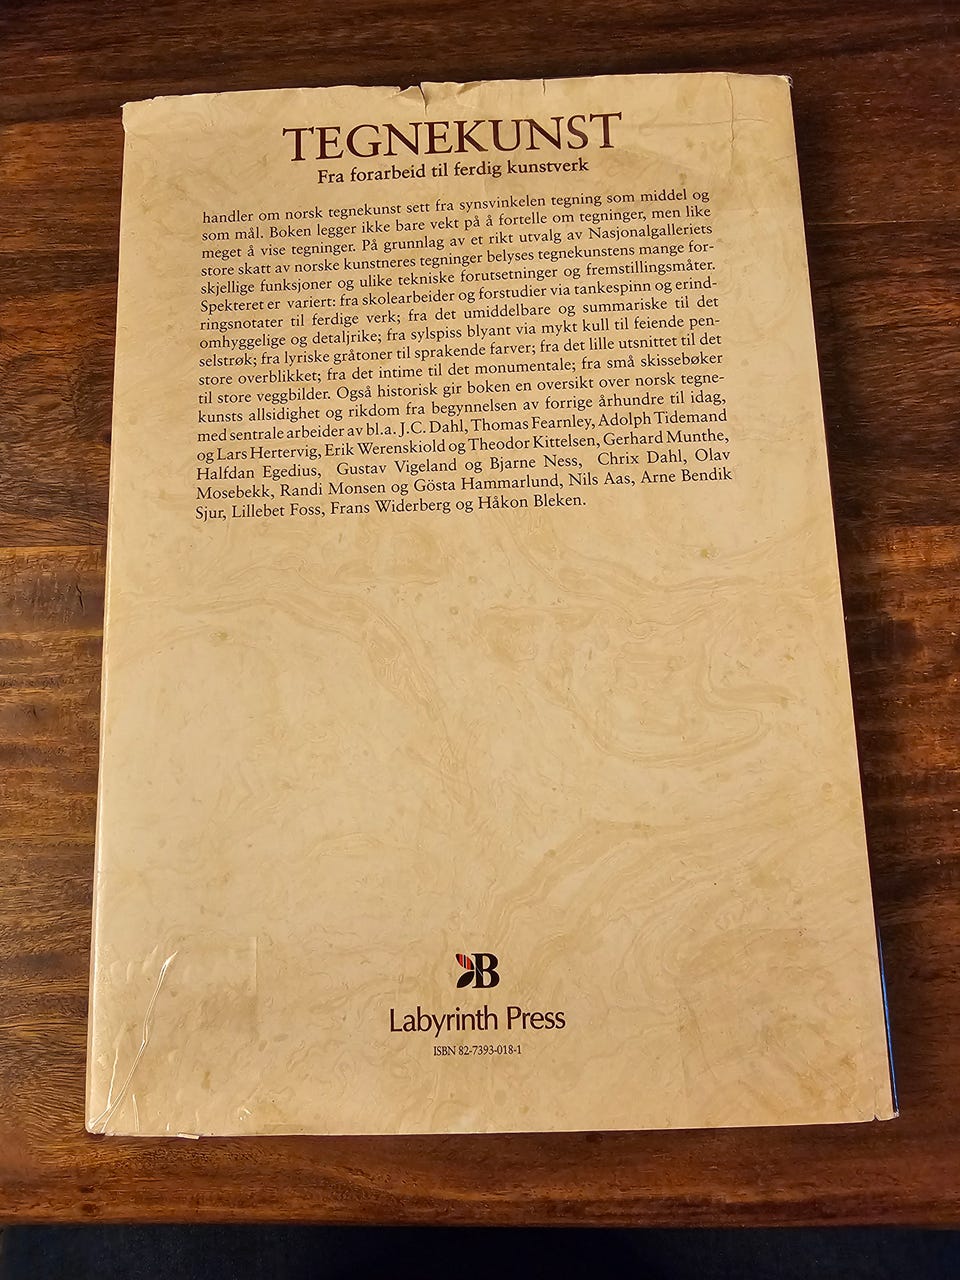 TEGNEKUNST
Fra forarbeid til ferdig kunstverk
handler om norsk tegnekunst sett fra synsvinkelen tegning som middel og
som mål. Boken legger ikke bare vekt på å fortelle om tegninger, men like
meget å vise tegninger. På grunnlag av et rikt utvalg av Nasjonalgalleriets
store skatt av norske kunstneres tegninger belyses tegnekunstens mange for-
skjellige funksjoner og ulike tekniske forutsetninger og fremstillingsmåter.
Spekteret er variert: fra skolearbeider og forstudier via tankespinn og erind-
ringsnotater til ferdige verk; fra det umiddelbare og summariske til det
omhyggelige og detaljrike; fra sylspiss blyant via mykt kull til feiende pen-
selstrøk; fra lyriske gråtoner til sprakende farver; fra det lille utsnittet til det
store overblikket; fra det intime til det monumentale; fra små skissebøker
til store veggbilder. Også historisk gir boken en oversikt over norsk tegne-
kunsts allsidighet og rikdom fra begynnelsen av forrige århundre til idag,
med sentrale arbeider av bl.a. J.C. Dahl, Thomas Fearnley, Adolph Tidemand
og Lars Hertervig, Erik Werenskiold og Theodor Kittelsen, Gerhard Munthe,
Halfdan Egedius, Gustav Vigeland og Bjarne Ness, Chrix Dahl, Olav
Mosebekk, Randi Monsen og Gösta Hammarlund, Nils Aas, Arne Bendik
Sjur, Lillebet Foss, Frans Widerberg og Håkon Bleken.
B
Labyrinth Press
ISBN 82-7393-018-1